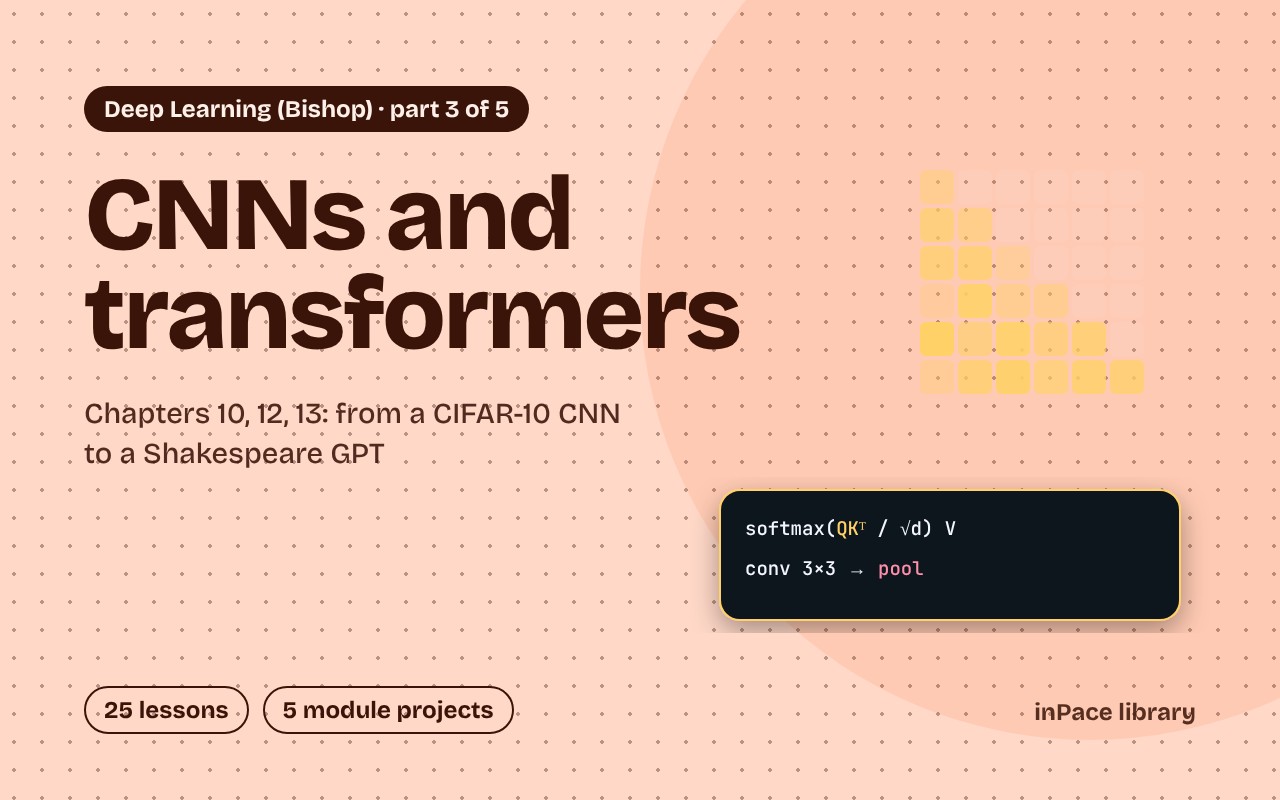 Deep Learning (Bishop) · part 3 of 5
CNNs and
transformers
Chapters 10, 12, 13: from a CIFAR-10 CNN
to a Shakespeare GPT
softmax(QKᵀ / √d) V
conv 3×3 → pool
25 lessons
5 module projects
inPace library